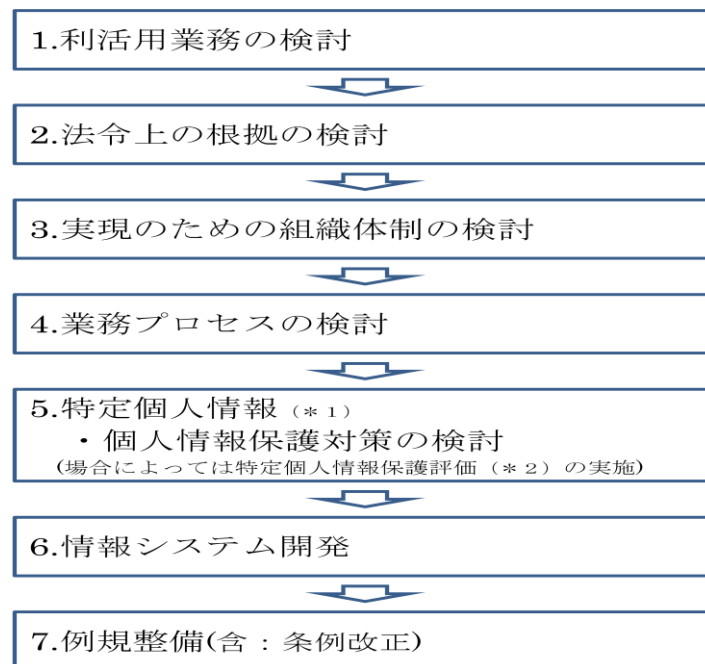 1.利活用業務の検討
2.法令上の根拠の検討
3.実現のための組織体制の検討
4.業務プロセスの検討
5.特定個人情報(＊1)
・個人情報保護対策の検討
(場合によっては特定個人情報保護評価(＊2)の実施)
6.情報システム開発
7.例規整備(含:条例改正)